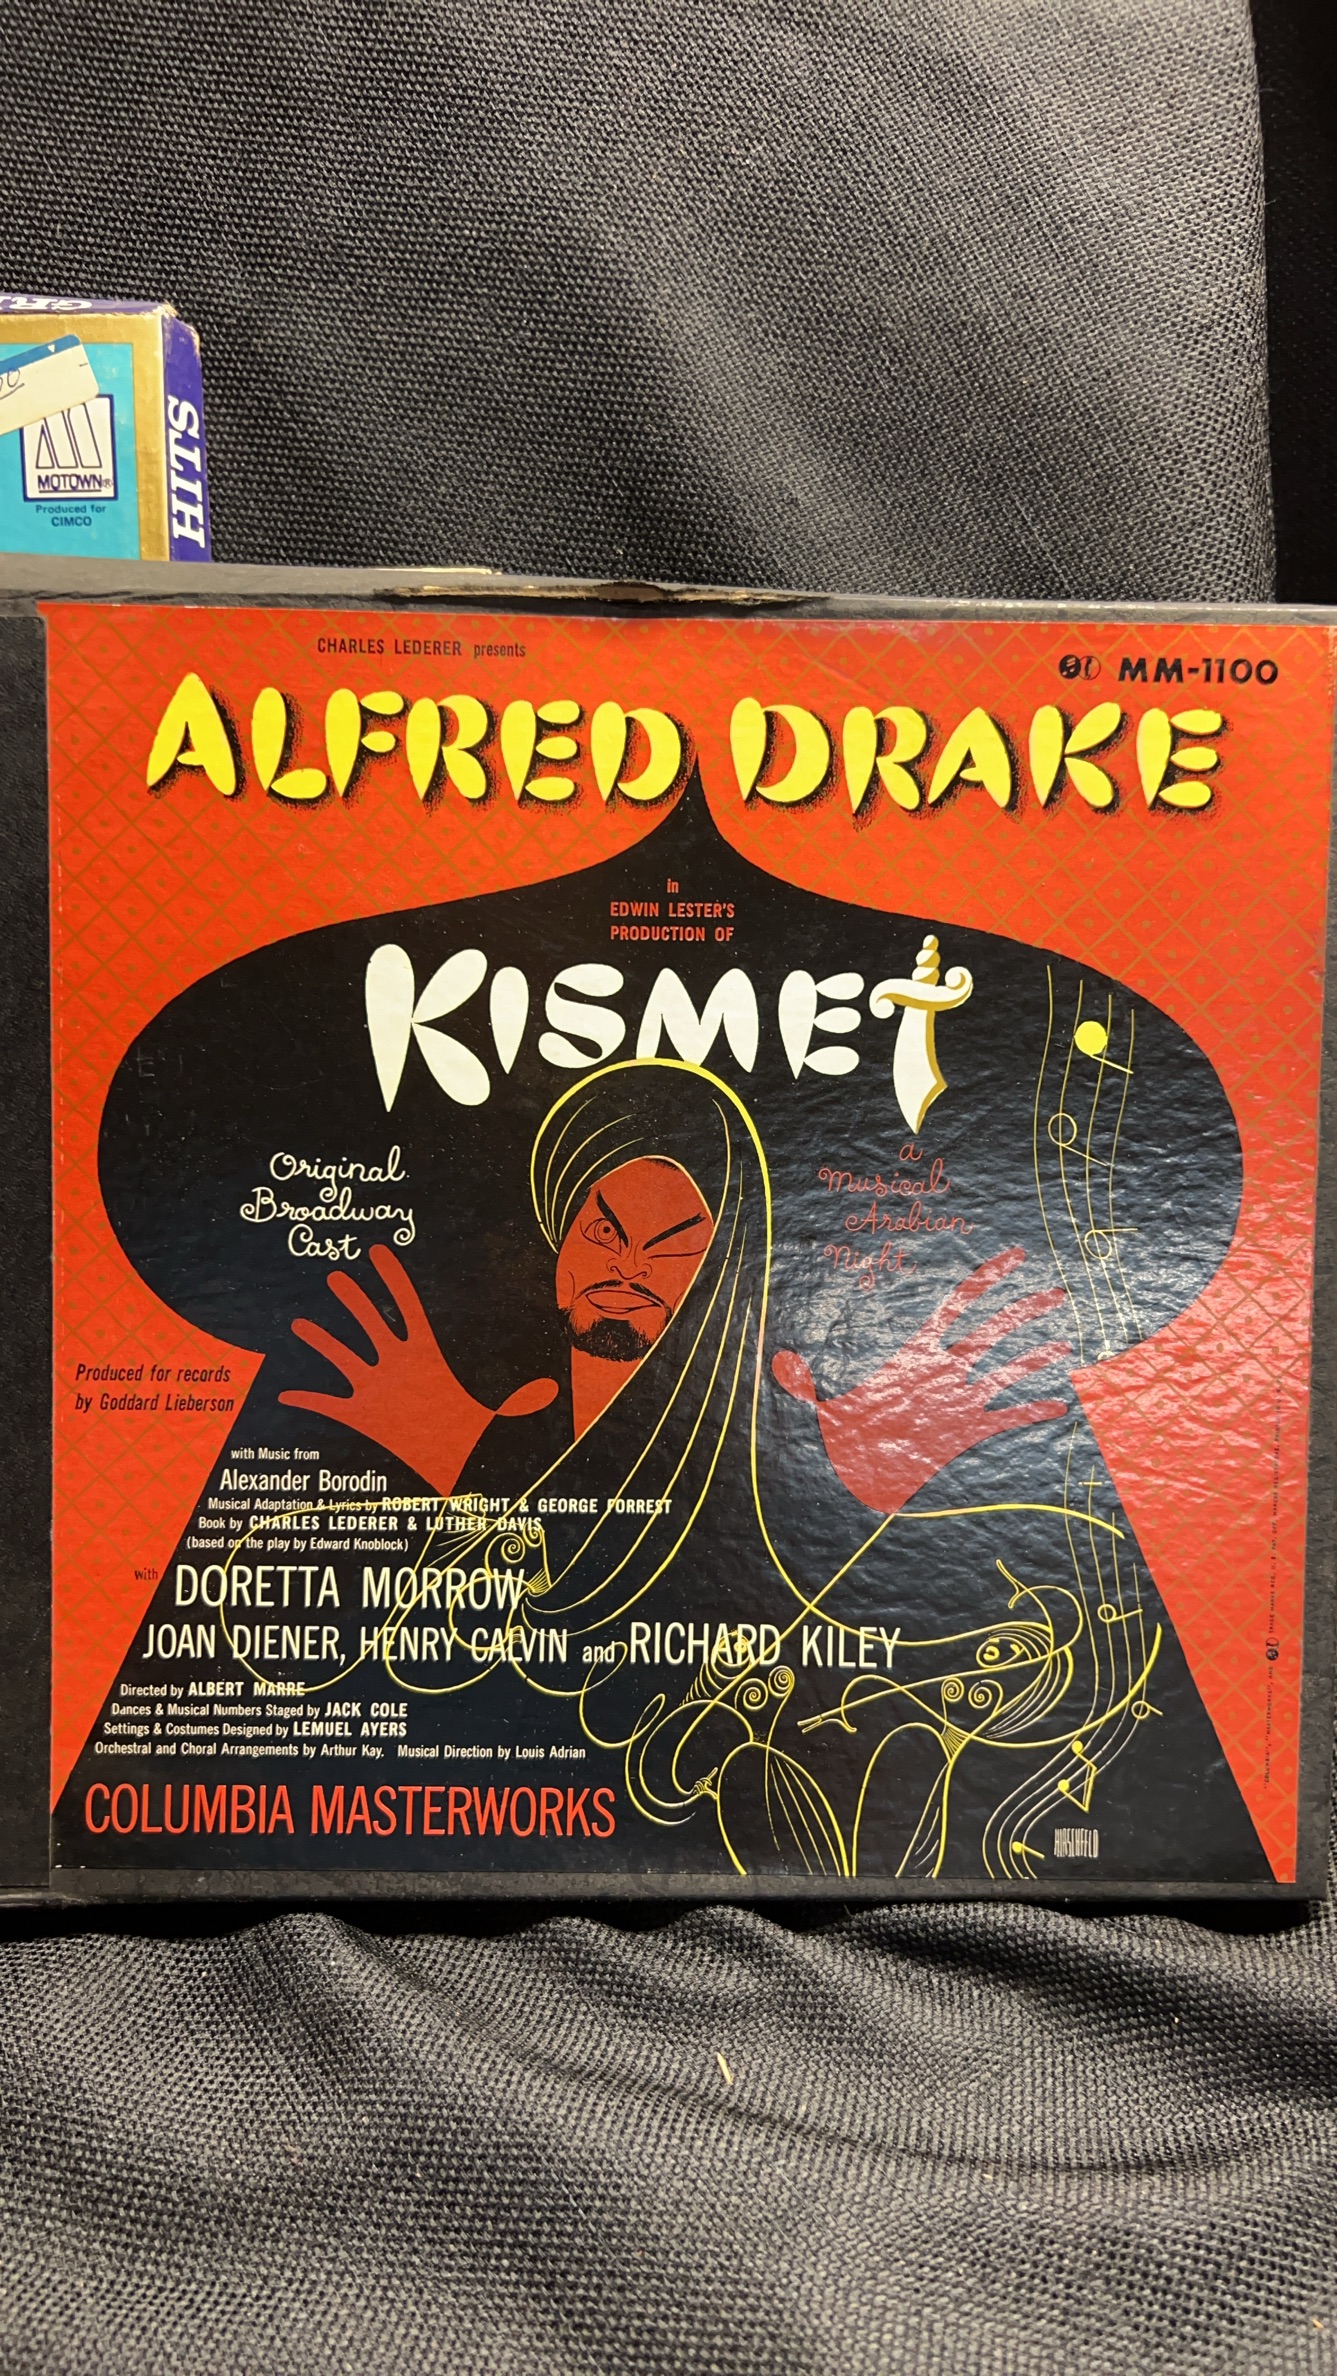 HITS
MOTOWN®
Produced for
CIMCO
CHARLES LEDERER presents
MM-1100
ALFRED DRAKE
in
EDWIN LESTER'S
PRODUCTION OF
KISMET
Original
Broadway
Cast
a
Musical
Arabian
Night
Produced for records
by Goddard Lieberson
with Music from
Alexander Borodin
Musical Adaptation & Lyrics by ROBERT WRIGHT & GEORGE FORREST
Book by CHARLES LEDERER & LUTHER DAVIS
(based on the play by Edward Knoblock)
with DORETTA MORROW
JOAN DIENER, HENRY CALVIN and RICHARD KILEY
Directed by ALBERT MARRE
Dances & Musical Numbers Staged by JACK COLE
Settings & Costumes Designed by LEMUEL AYERS
Orchestral and Choral Arrangements by Arthur Kay. Musical Direction by Louis Adrian
COLUMBIA MASTERWORKS
HIRSCHFELD